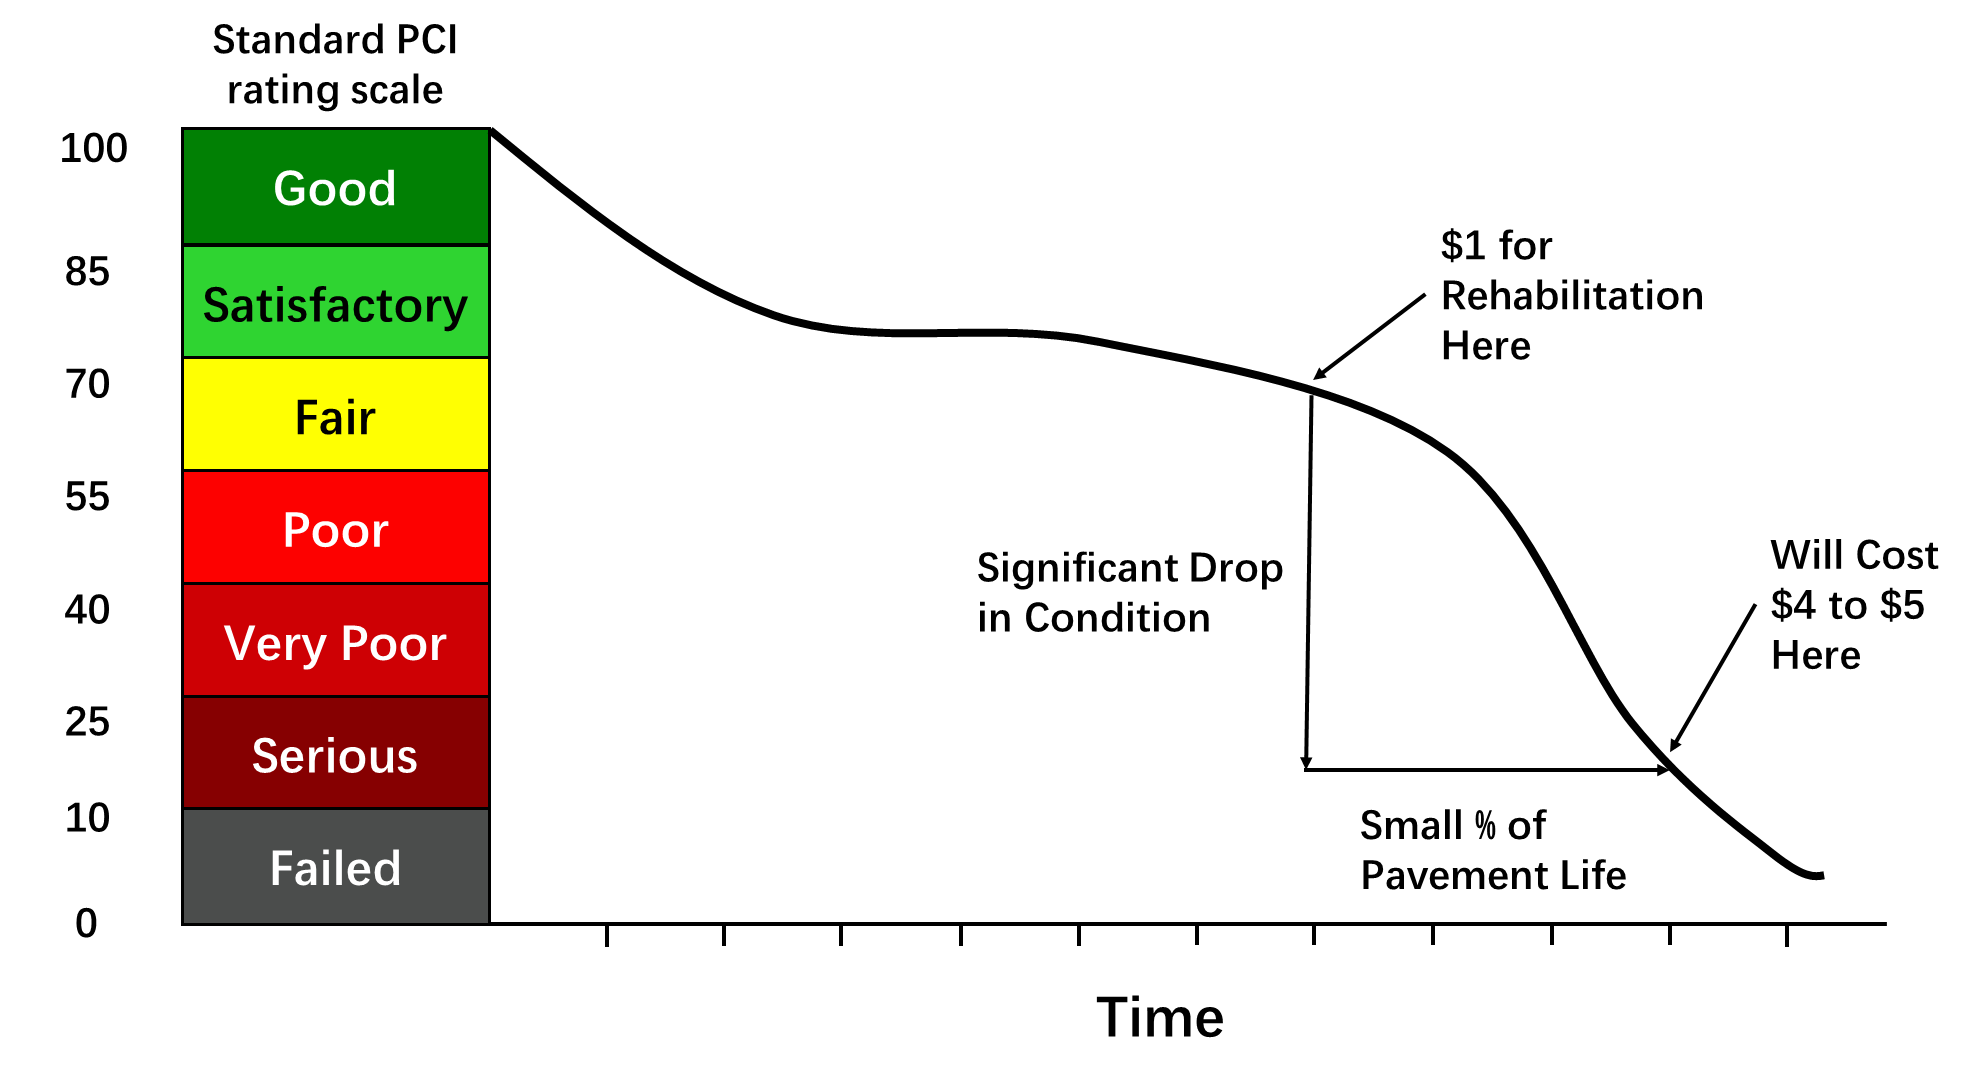 Standard PCI
rating scale
100
Good
85
Satisfactory
70
Fair
55
Poor
40
Very Poor
25
Serious
10
Failed
0
$1 for
Rehabilitation
Here
Significant Drop
in Condition
Will Cost
$4 to $5
Here
Small % of
Pavement Life
Time